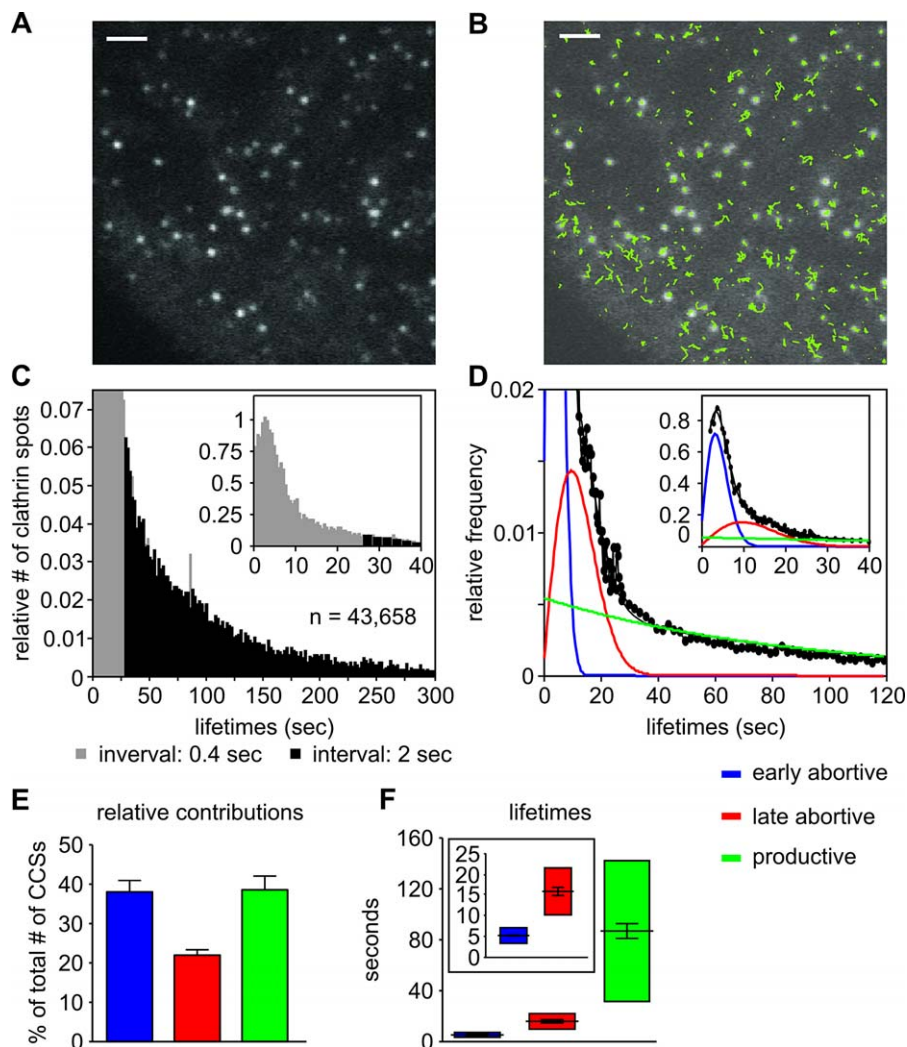 A
B
C
relative # of clathrin spots
0.07
0.06
0.05
0.04
0.03
0.02
0.01
0
0 50 100 150 200 250 300
lifetimes (sec)
1
0.75
0.5
0.25
0
0 10 20 30 40
n = 43,658
inverval: 0.4 sec interval: 2 sec
D
relative frequency
0.02
0.01
0
0 20 40 60 80 100 120
lifetimes (sec)
0.8
0.6
0.4
0.2
0
0 10 20 30 40
early abortive
late abortive
productive
E
relative contributions
% of total # of CCSs
50
40
30
20
10
0
F
lifetimes
seconds
160
120
80
40
0
25
20
15
10
5
0